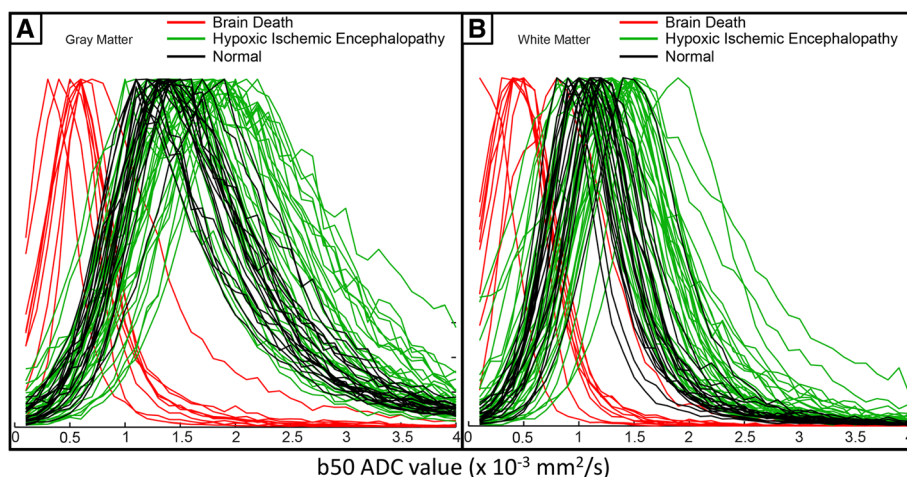 A
Gray Matter
Brain Death
Hypoxic Ischemic Encephalopathy
Normal
B
White Matter
Brain Death
Hypoxic Ischemic Encephalopathy
Normal
0 0.5 1 1.5 2 2.5 3 3.5 4
0 0.5 1 1.5 2 2.5 3 3.5 4
b50 ADC value (x 10⁻³ mm²/s)